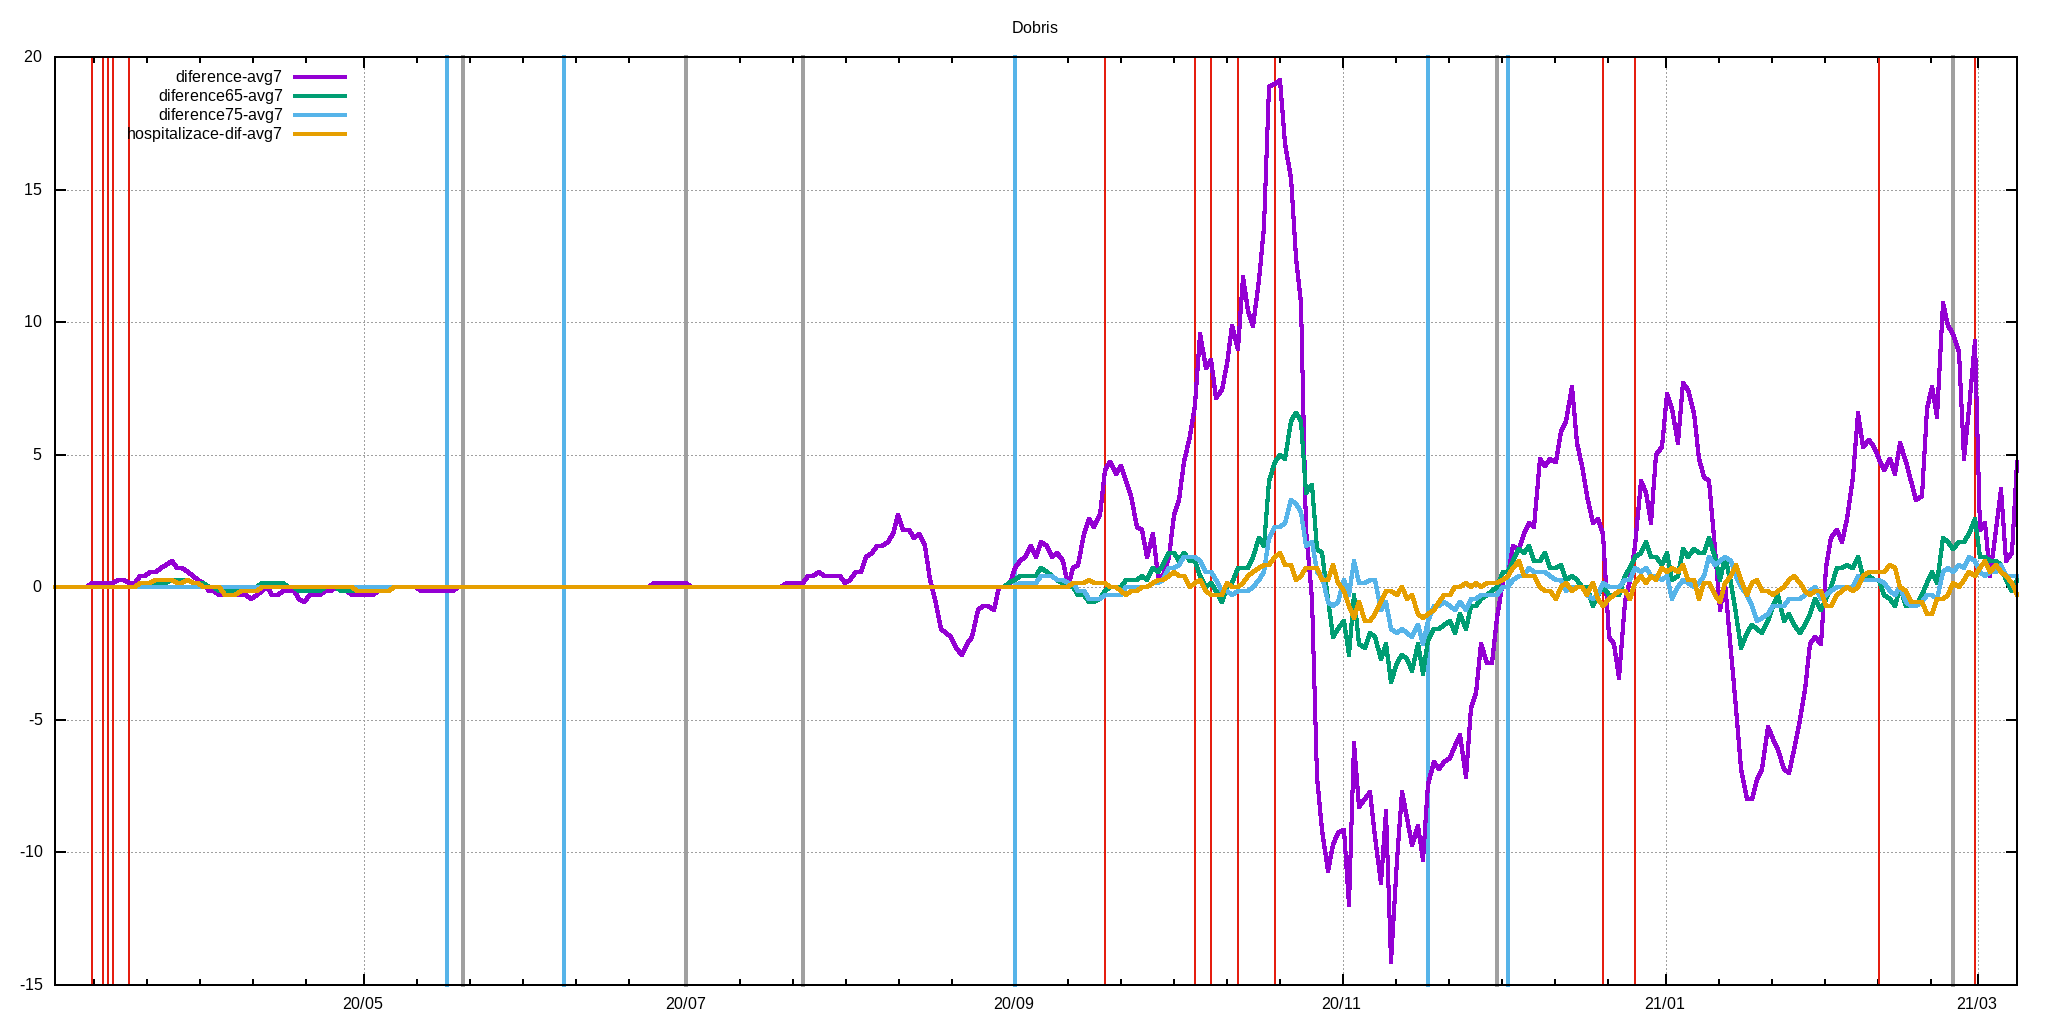 Dobris
diference-avg7
diference65-avg7
diference75-avg7
hospitalizace-dif-avg7
20
15
10
5
0
-5
-10
-15
20/05 20/07 20/09 20/11 21/01 21/03